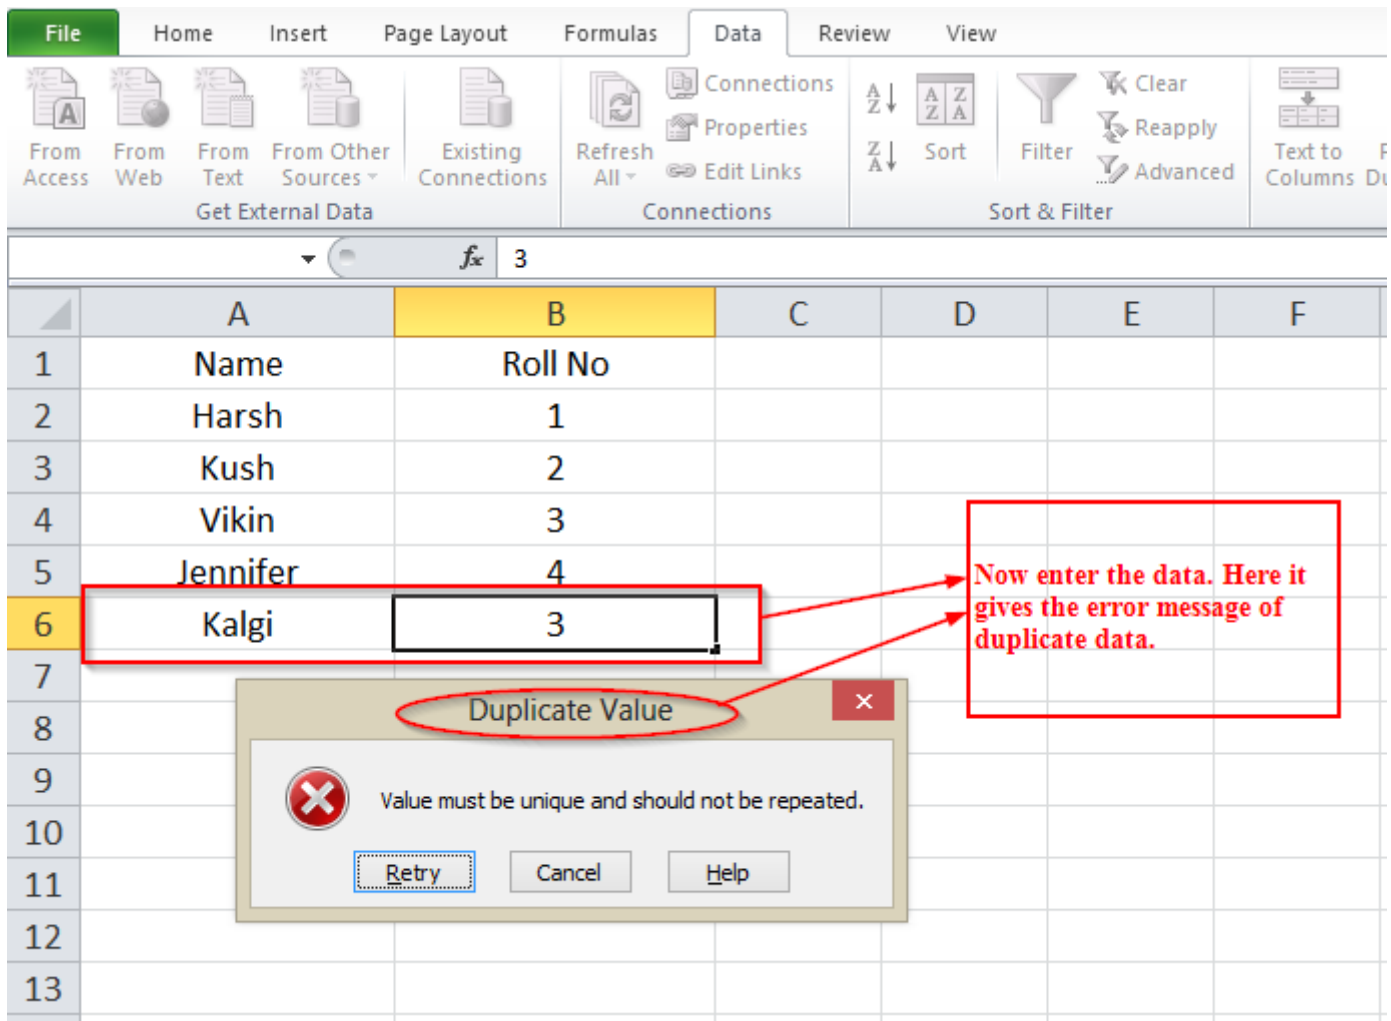 File Home Insert Page Layout Formulas Data Review View
Connections Clear
Properties Reapply
Edit Links Advanced
From Access From Web From Text From Other Sources Existing Connections Refresh All Sort Filter Text to Columns
Get External Data Connections Sort & Filter
fx 3
A B C D E F
1 Name Roll No
2 Harsh 1
3 Kush 2
4 Vikin 3
5 Jennifer 4
6 Kalgi 3
7
8
9
10
11
12
13
Now enter the data. Here it
gives the error message of
duplicate data.
Duplicate Value
Value must be unique and should not be repeated.
Retry Cancel Help